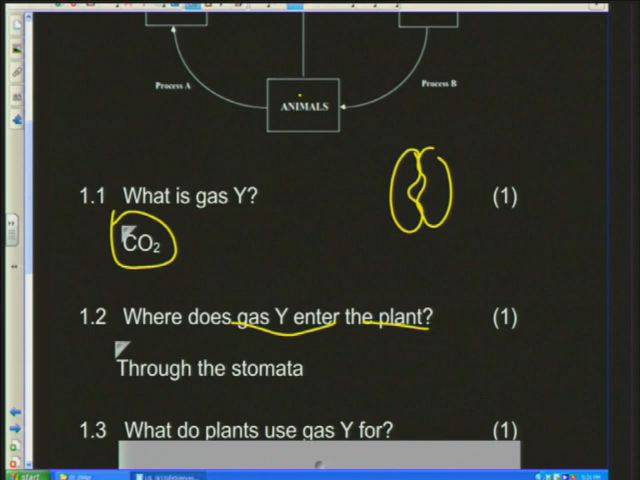 Process A
Process B
ANIMALS
1.1 What is gas Y? (1)
CO₂
1.2 Where does gas Y enter the plant? (1)
Through the stomata
1.3 What do plants use gas Y for? (1)
start